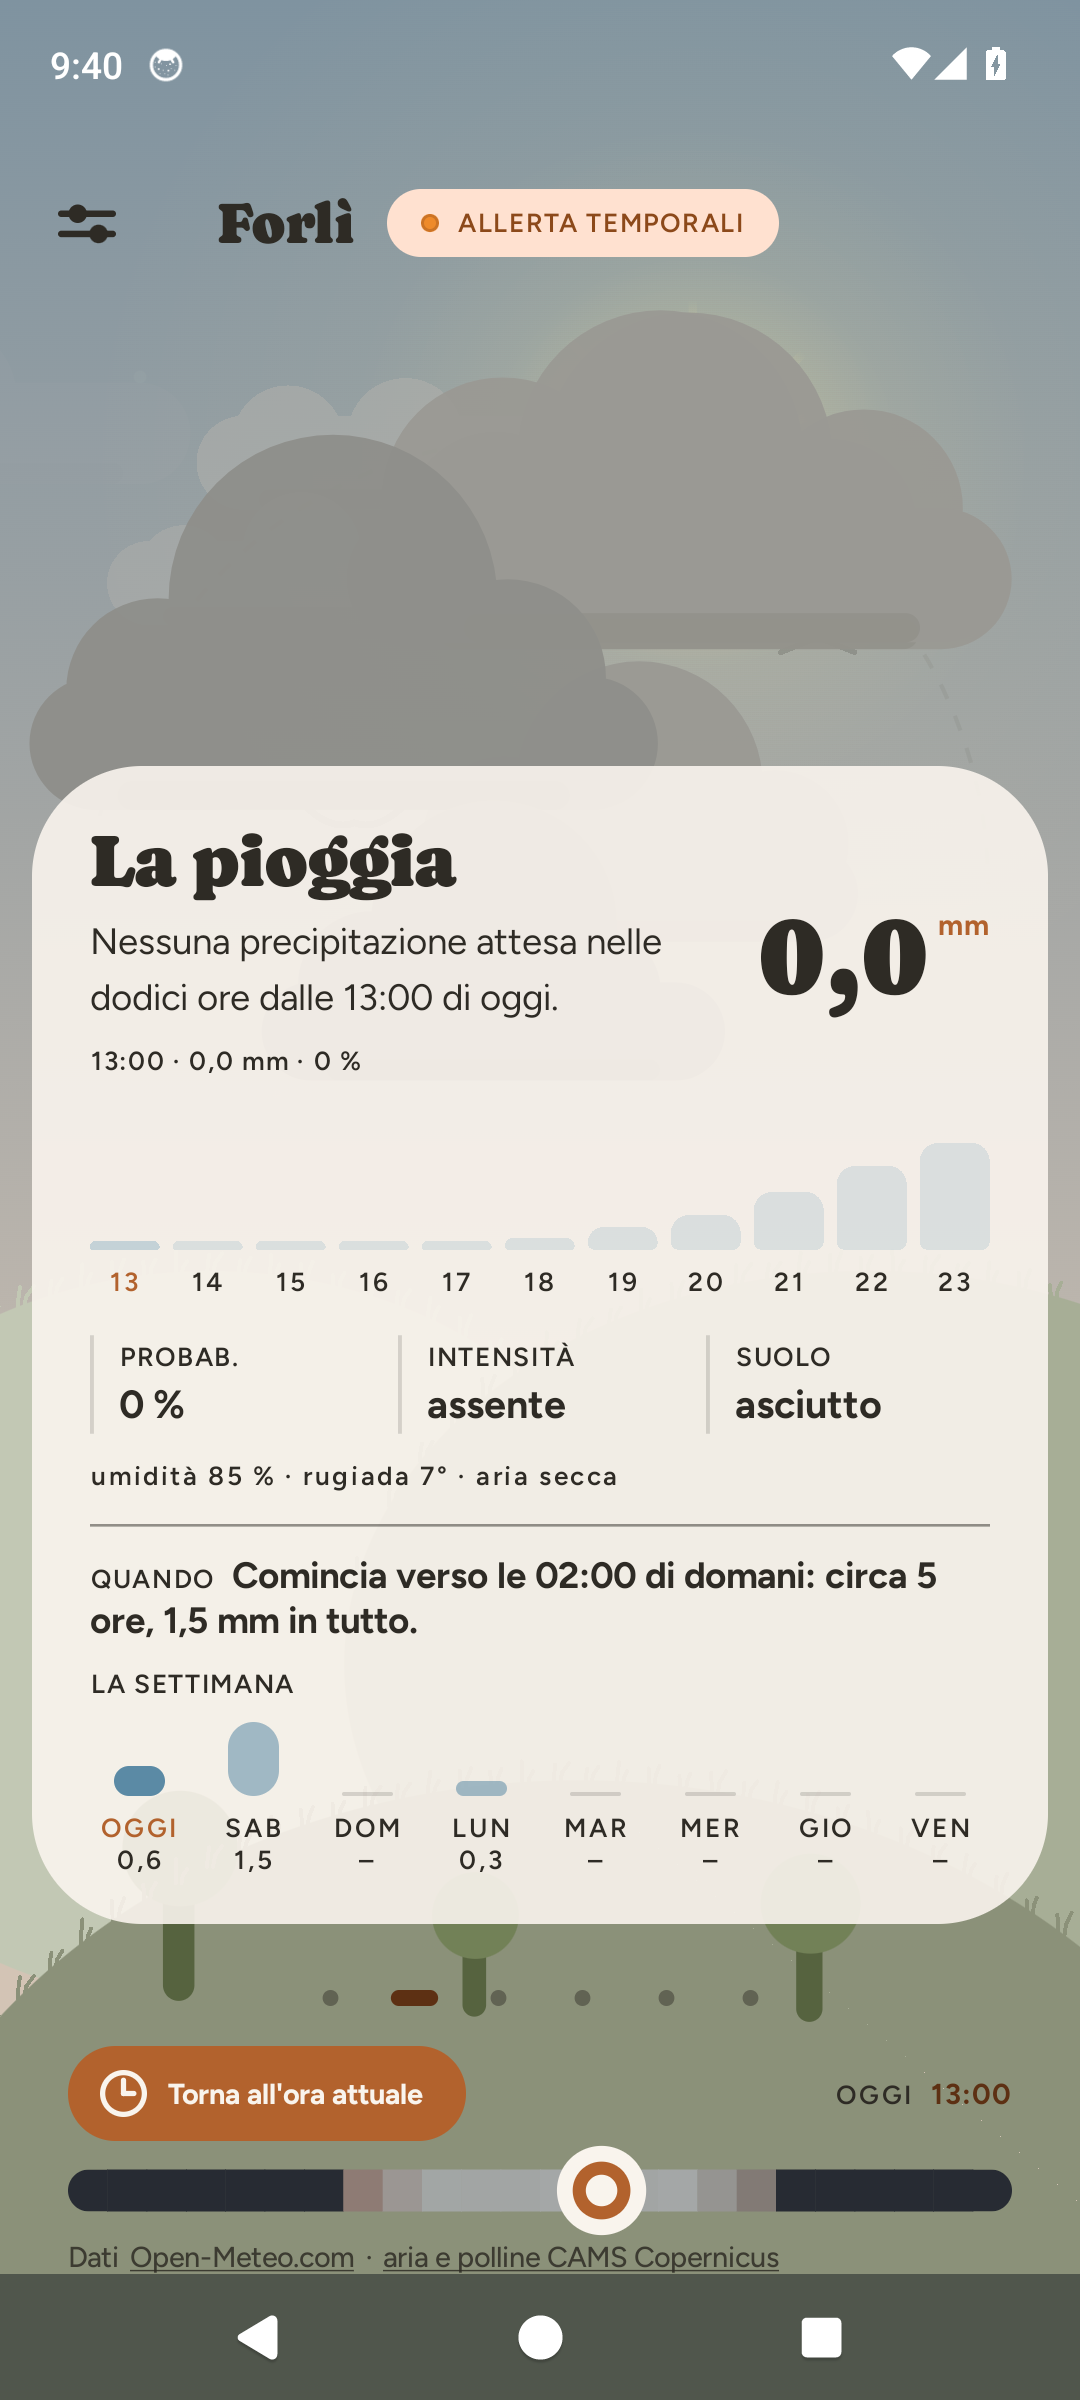 9:40
Forlì
ALLERTA TEMPORALI
La pioggia
Nessuna precipitazione attesa nelle
dodici ore dalle 13:00 di oggi.
0,0 mm
13:00 · 0,0 mm · 0 %
13 14 15 16 17 18 19 20 21 22 23
PROBAB. INTENSITÀ SUOLO
0 % assente asciutto
umidità 85 % · rugiada 7° · aria secca
QUANDO Comincia verso le 02:00 di domani: circa 5
ore, 1,5 mm in tutto.
LA SETTIMANA
OGGI SAB DOM LUN MAR MER GIO VEN
0,6 1,5 – 0,3 – – – –
Torna all'ora attuale
OGGI 13:00
Dati Open-Meteo.com · aria e polline CAMS Copernicus